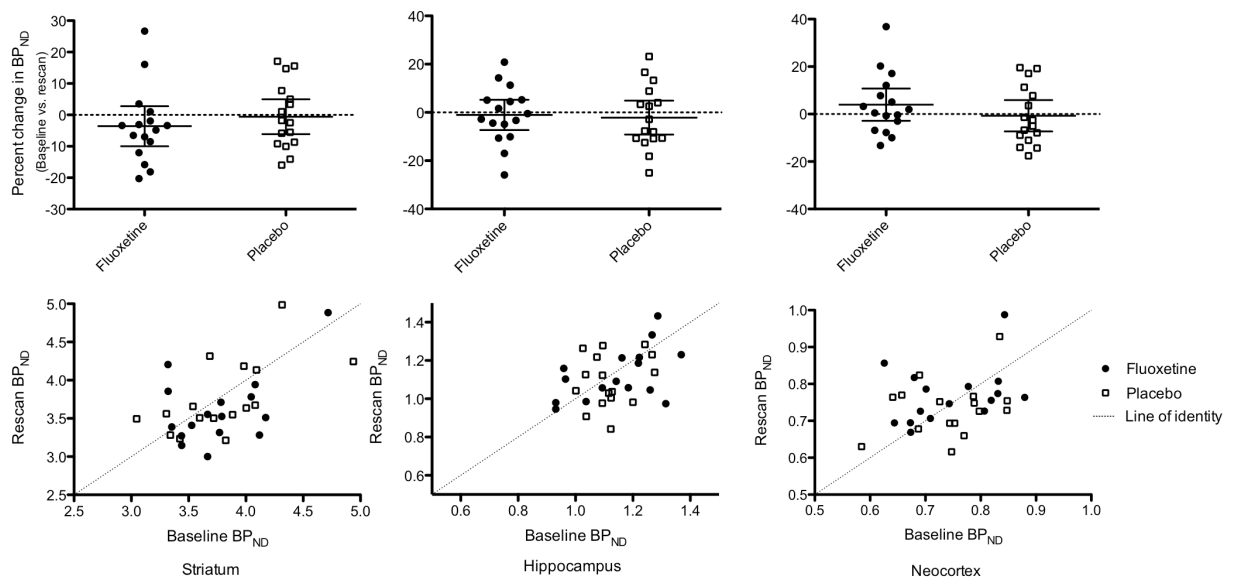 Percent change in BPND
(Baseline vs. rescan)
30
20
10
0
-10
-20
-30
Fluoxetine
Placebo
40
20
0
-20
-40
Fluoxetine
Placebo
40
20
0
-20
-40
Fluoxetine
Placebo
Rescan BPND
5.0
4.5
4.0
3.5
3.0
2.5
2.5 3.0 3.5 4.0 4.5 5.0
Baseline BPND
Striatum
Rescan BPND
1.4
1.2
1.0
0.8
0.6
0.6 0.8 1.0 1.2 1.4
Baseline BPND
Hippocampus
Rescan BPND
1.0
0.9
0.8
0.7
0.6
0.5
0.5 0.6 0.7 0.8 0.9 1.0
Baseline BPND
Neocortex
Fluoxetine
Placebo
Line of identity